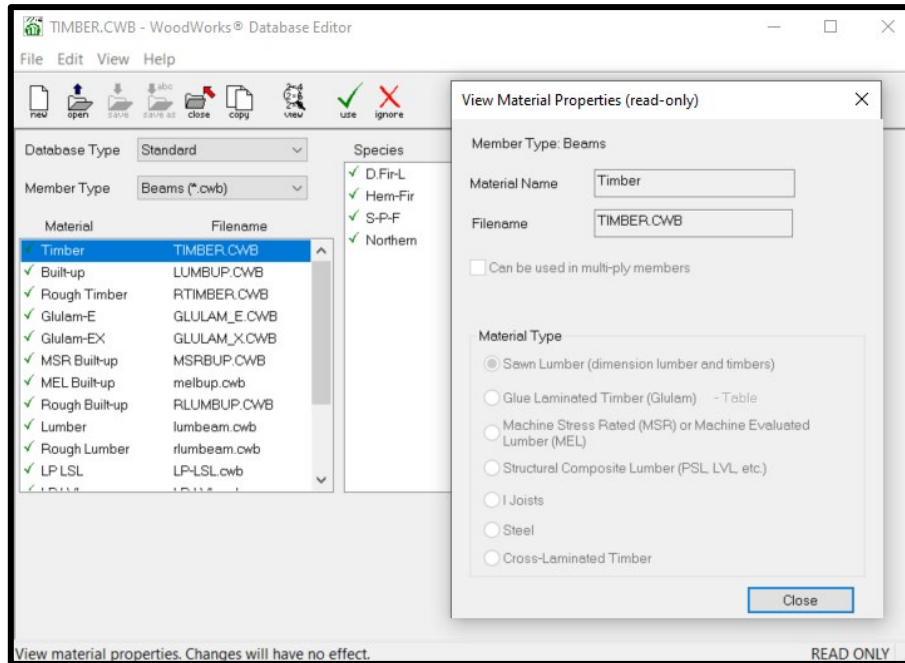 TIMBER.CWB - WoodWorks® Database Editor
File Edit View Help
new open save save as close copy view use ignore
abc
Database Type Standard
Member Type Beams (*.cwb)
Material Filename
Timber TIMBER.CWB
Built-up LUMBUP.CWB
Rough Timber RTIMBER.CWB
Glulam-E GLULAM_E.CWB
Glulam-EX GLULAM_X.CWB
MSR Built-up MSRBUP.CWB
MEL Built-up melbup.cwb
Rough Built-up RLUMBUP.CWB
Lumber lumbeam.cwb
Rough Lumber rlumbeam.cwb
LP LSL LP-LSL.cwb
Species
D.Fir-L
Hem-Fir
S-P-F
Northern
View Material Properties (read-only)
Member Type: Beams
Material Name Timber
Filename TIMBER.CWB
Can be used in multi-ply members
Material Type
Sawn Lumber (dimension lumber and timbers)
Glue Laminated Timber (Glulam) - Table
Machine Stress Rated (MSR) or Machine Evaluated
Lumber (MEL)
Structural Composite Lumber (PSL, LVL, etc.)
I Joists
Steel
Cross-Laminated Timber
Close
View material properties. Changes will have no effect. READ ONLY